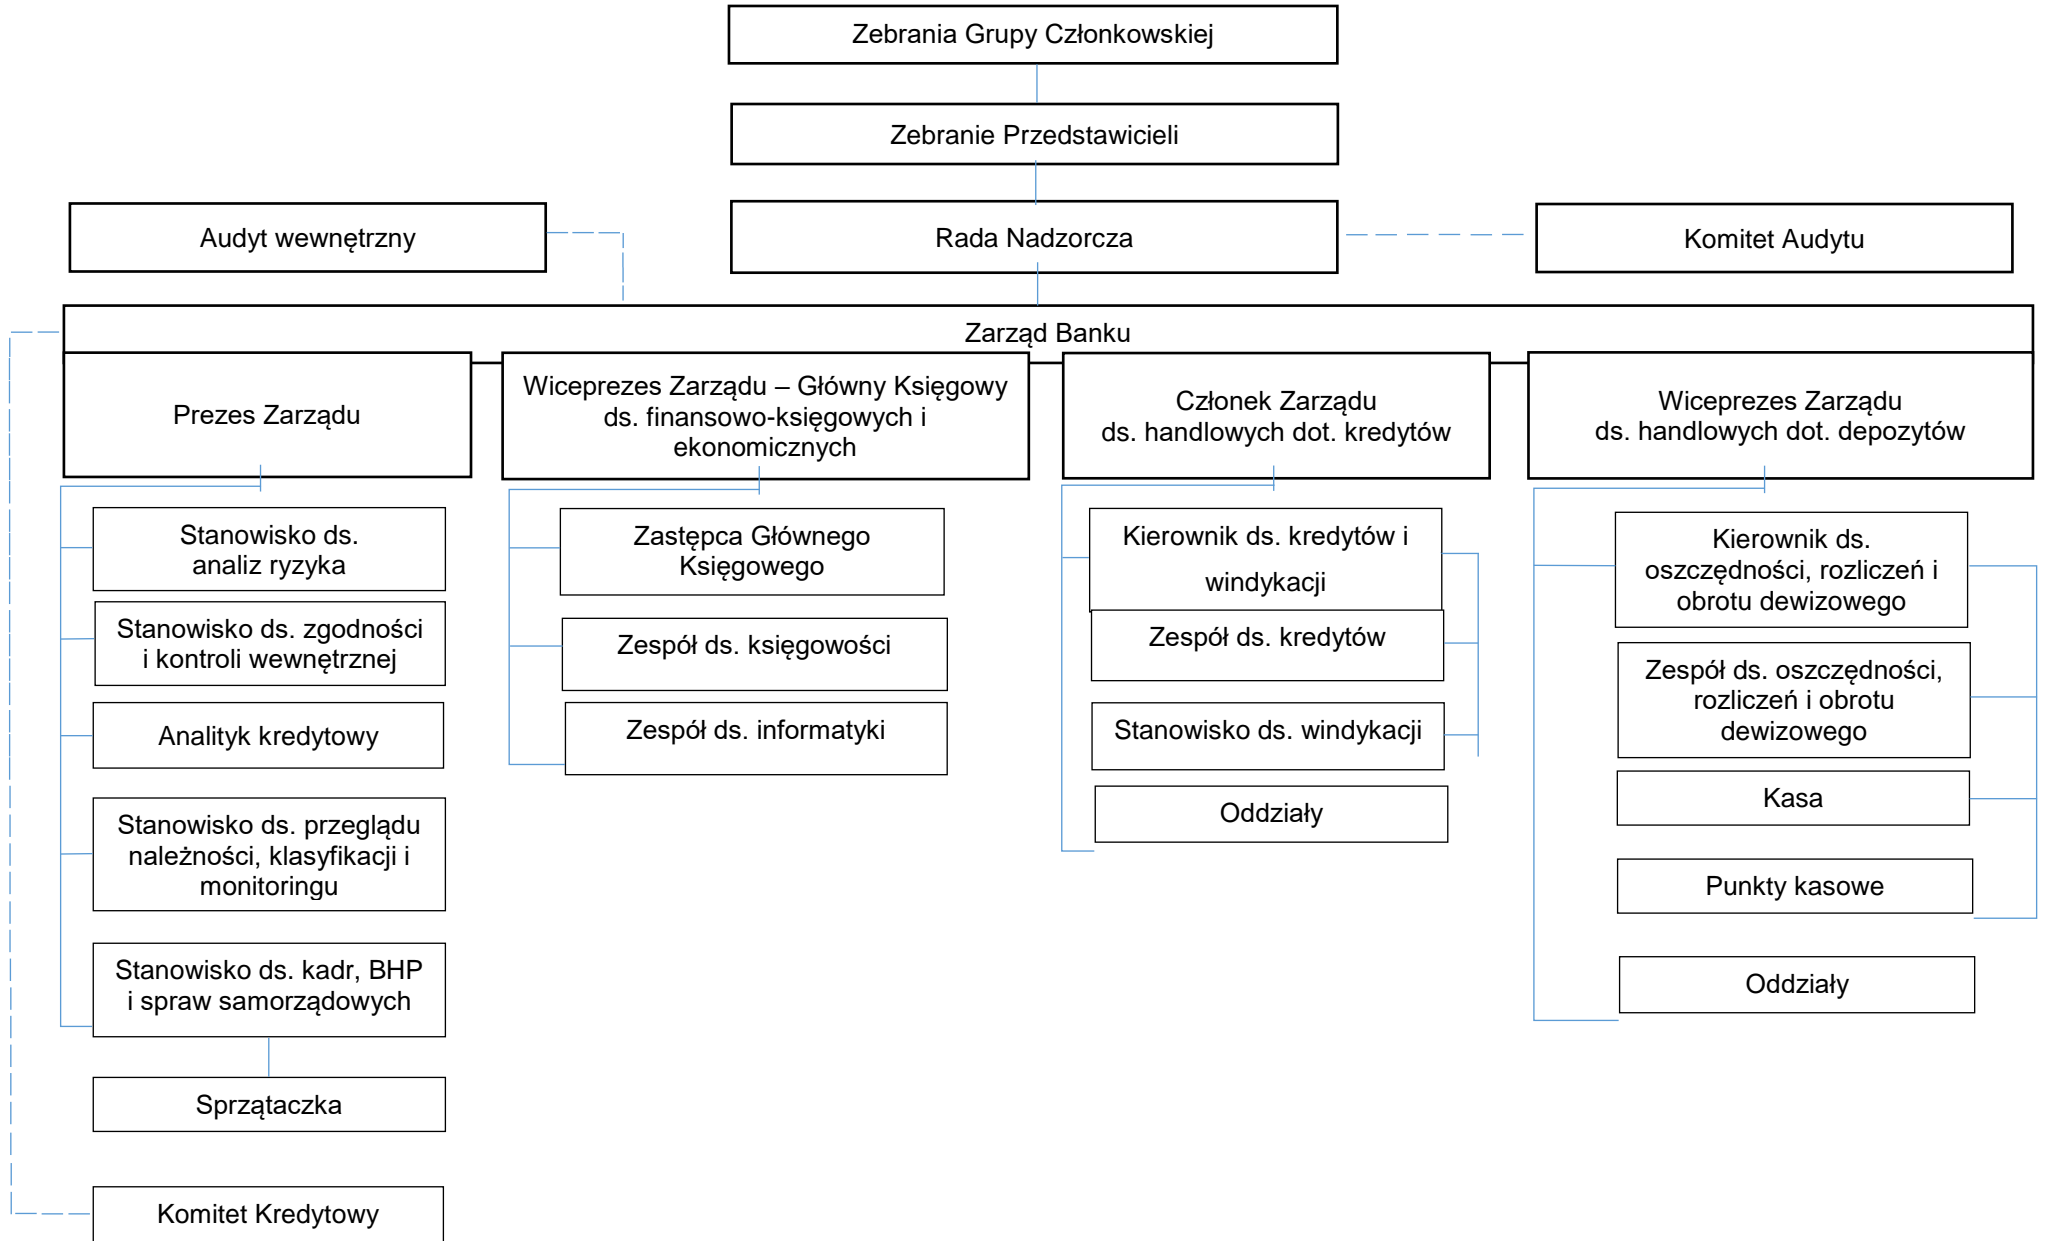 Zebrania Grupy Członkowskiej
Zebranie Przedstawicieli
Audyt wewnętrzny
Rada Nadzorcza
Komitet Audytu
Zarząd Banku
Prezes Zarządu
Wiceprezes Zarządu – Główny Księgowy
ds. finansowo-księgowych i
ekonomicznych
Członek Zarządu
ds. handlowych dot. kredytów
Wiceprezes Zarządu
ds. handlowych dot. depozytów
Stanowisko ds.
analiz ryzyka
Stanowisko ds. zgodności
i kontroli wewnętrznej
Analityk kredytowy
Stanowisko ds. przeglądu
należności, klasyfikacji i
monitoringu
Stanowisko ds. kadr, BHP
i spraw samorządowych
Sprzątaczka
Komitet Kredytowy
Zastępca Głównego
Księgowego
Zespół ds. księgowości
Zespół ds. informatyki
Kierownik ds. kredytów i
windykacji
Zespół ds. kredytów
Stanowisko ds. windykacji
Oddziały
Kierownik ds.
oszczędności, rozliczeń i
obrotu dewizowego
Zespół ds. oszczędności,
rozliczeń i obrotu
dewizowego
Kasa
Punkty kasowe
Oddziały